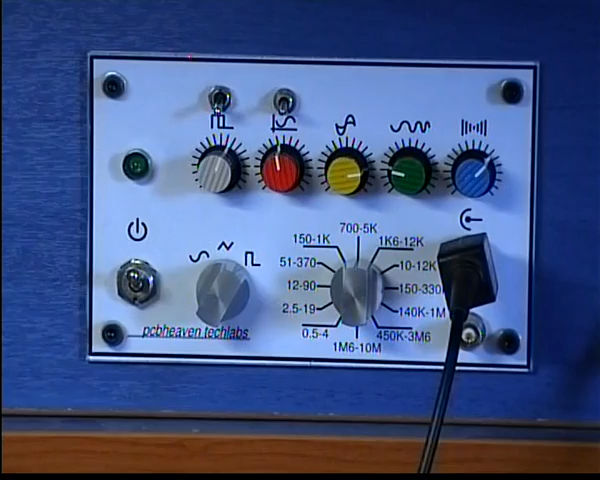 700-5K
150-1K
1K6-12K
51-370
10-12K
12-90
150-330
2.5-19
140K-1M
0.5-4
450K-3M6
1M6-10M
pcbheaven techlabs